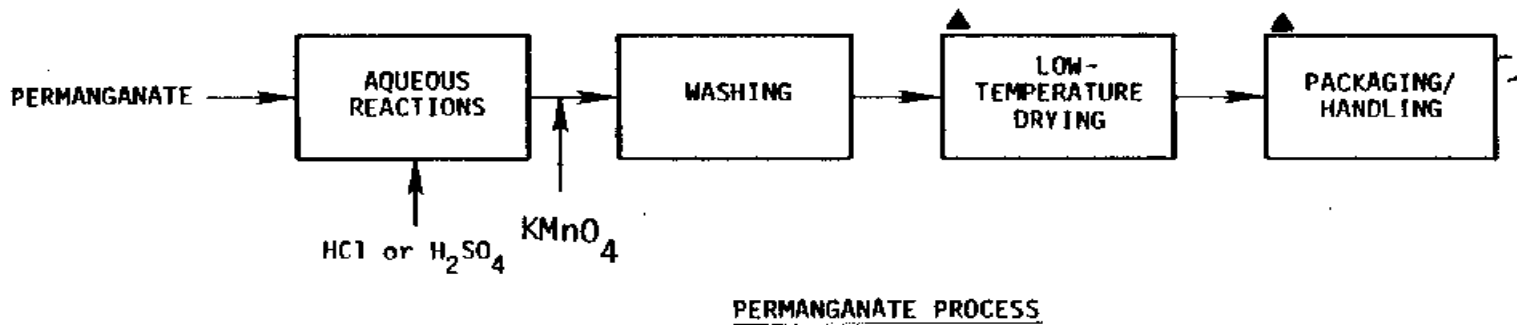 PERMANGANATE
AQUEOUS
REACTIONS
HCl or H₂SO₄
KMnO₄
WASHING
LOW-
TEMPERATURE
DRYING
PACKAGING/
HANDLING
PERMANGANATE PROCESS